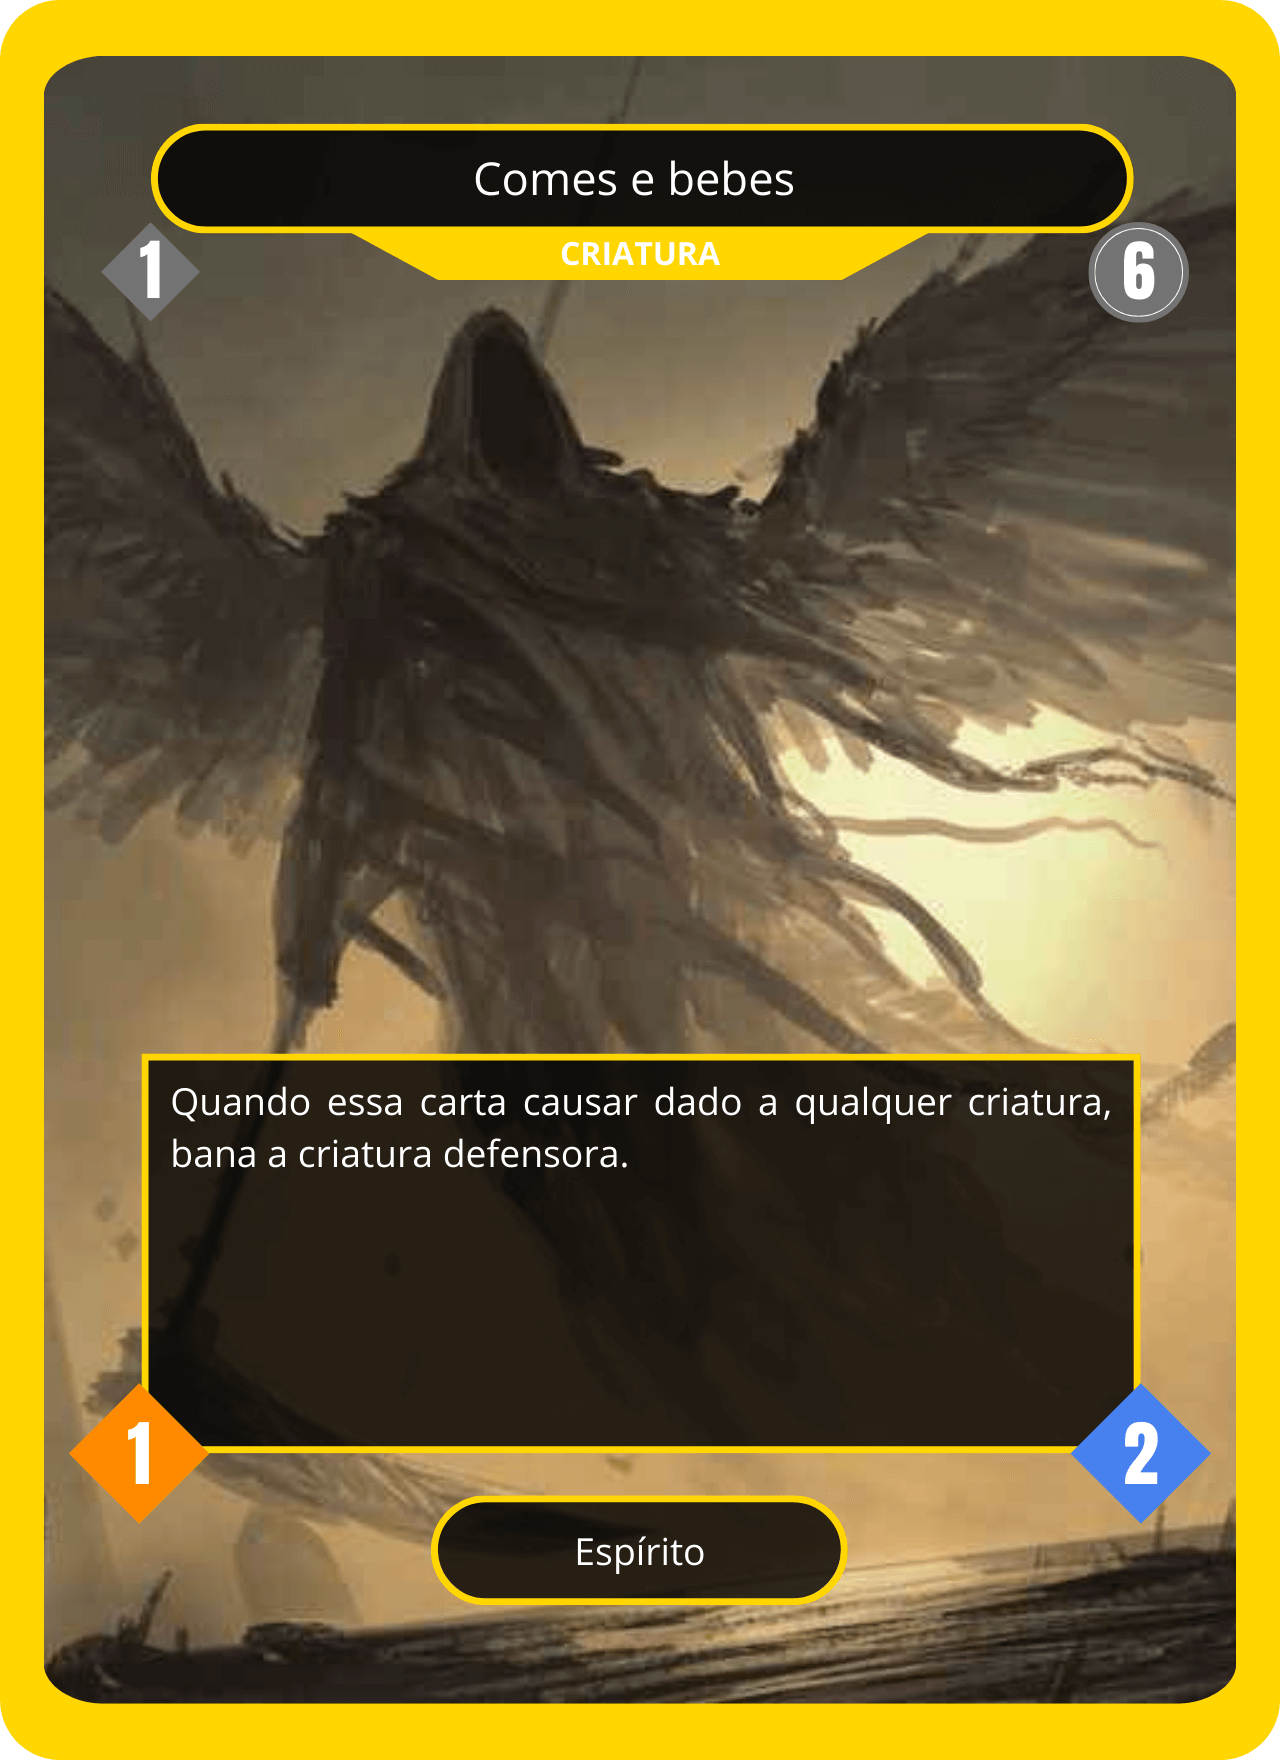 Comes e bebes
CRIATURA
1
6
Quando essa carta causar dado a qualquer criatura,
bana a criatura defensora.
1
2
Espírito